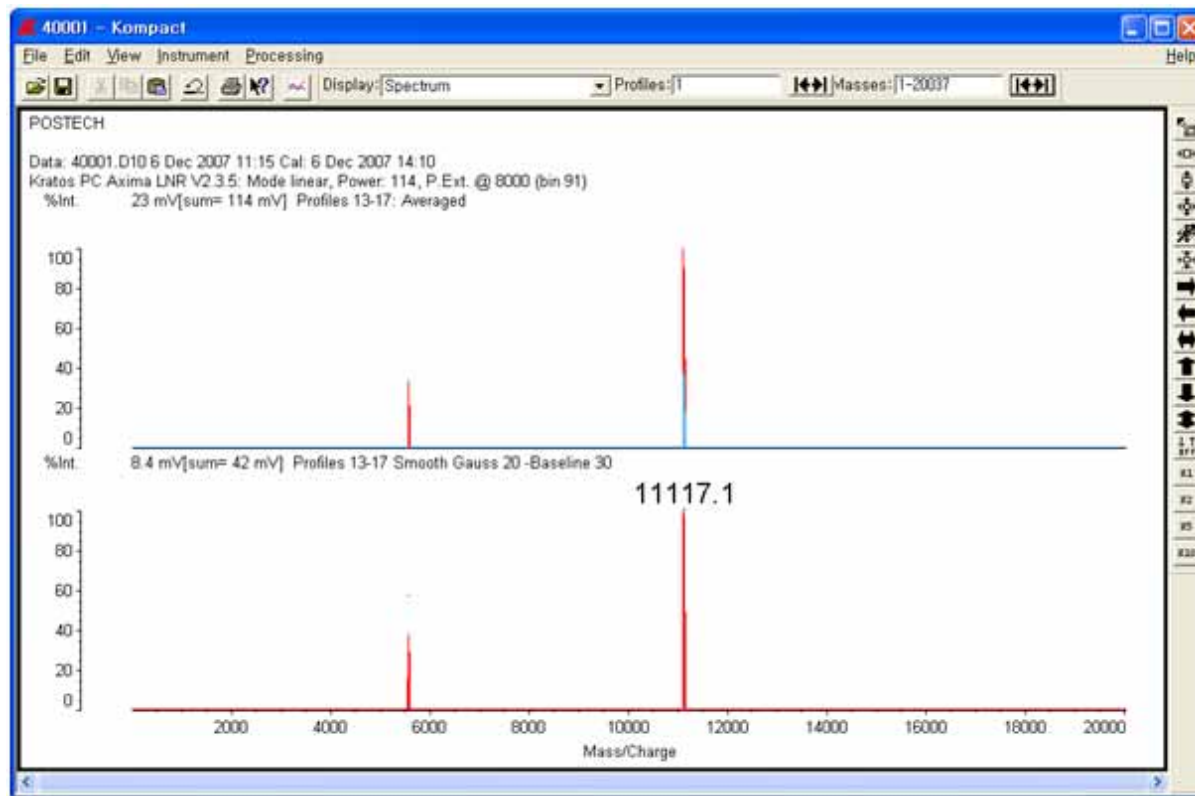 40001 - Kompact
File Edit View Instrument Processing Help
Display: Spectrum Profiles: 1 Masses: 1-20037
POSTECH
Data: 40001.D10 6 Dec 2007 11:15 Cal: 6 Dec 2007 14:10
Kratos PC Axima LNR V2.3.5: Mode linear, Power: 114, P.Ext. @ 8000 (bin 91)
%Int. 23 mV[sum= 114 mV] Profiles 13-17: Averaged
100
80
60
40
20
0
%Int. 8.4 mV[sum= 42 mV] Profiles 13-17 Smooth Gauss 20 -Baseline 30
11117.1
100
80
60
40
20
0
2000 4000 6000 8000 10000 12000 14000 16000 18000 20000
Mass/Charge